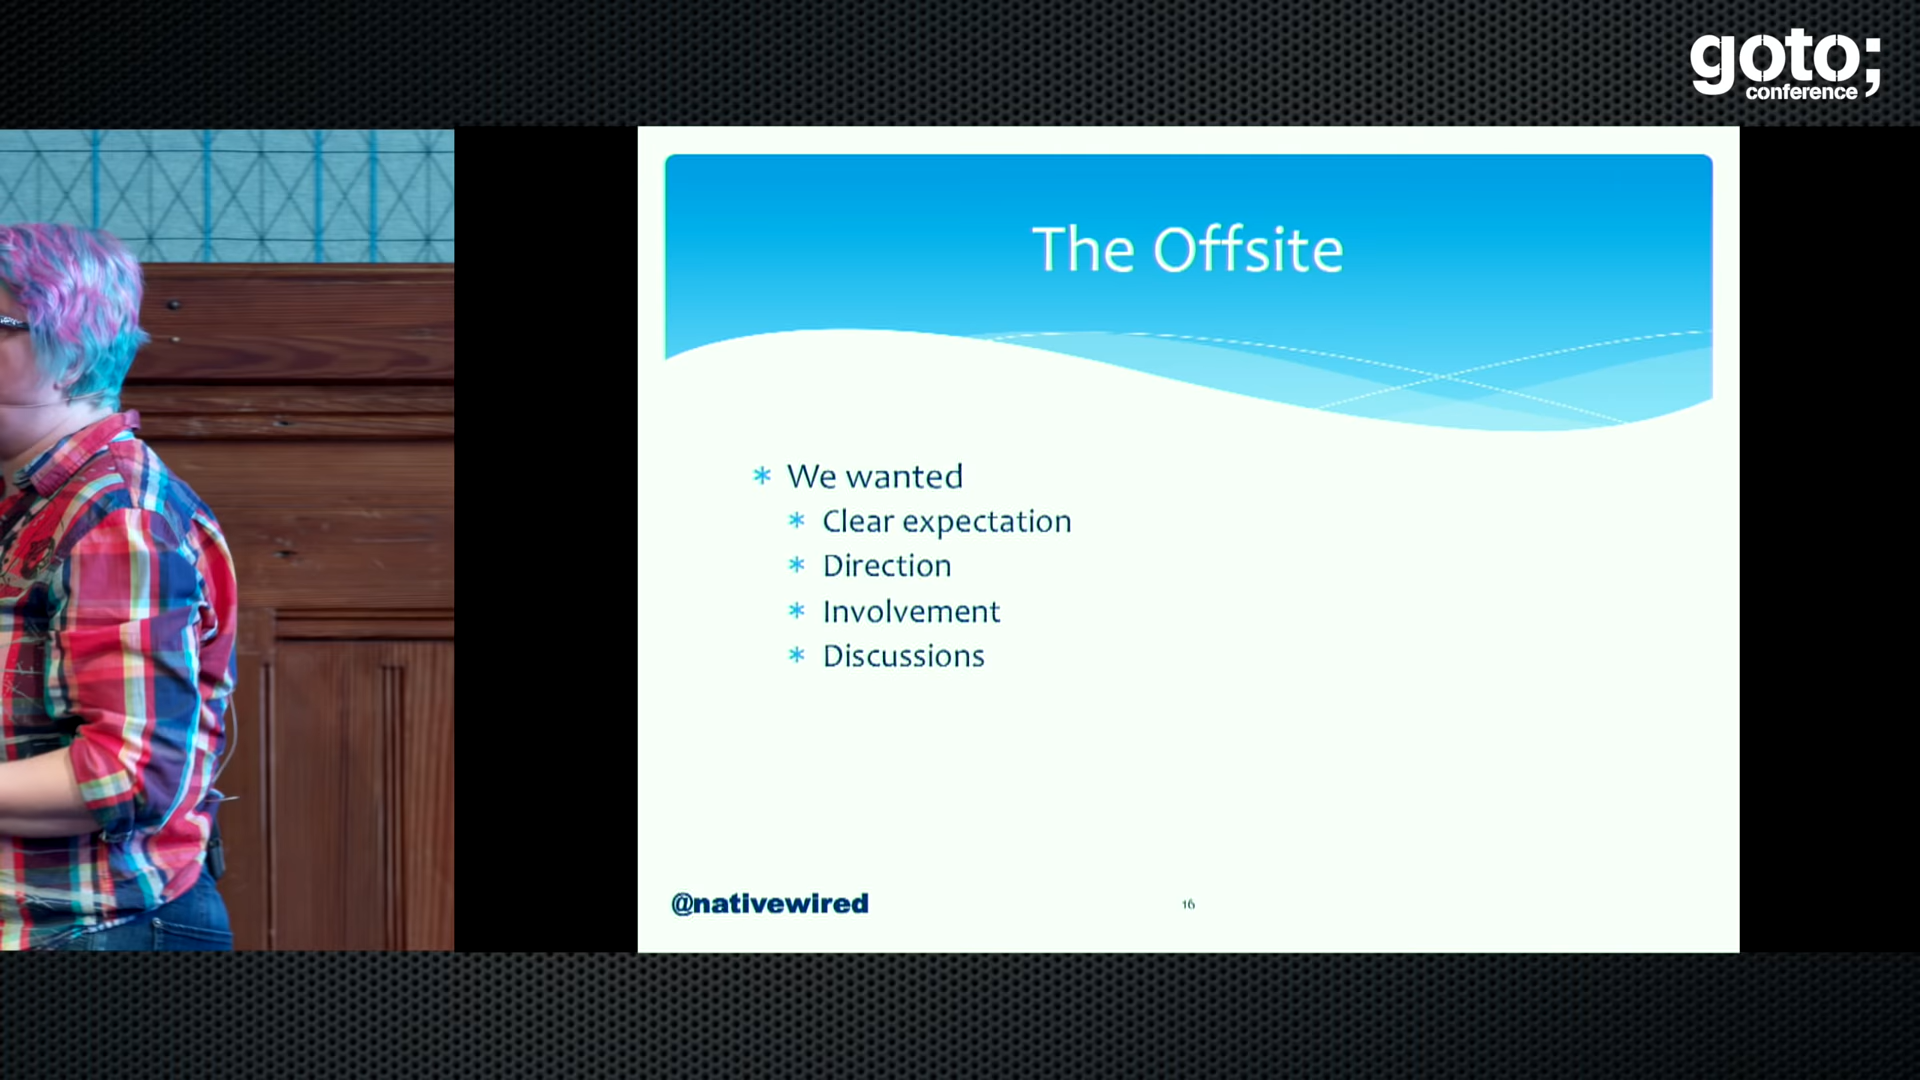 goto;
conference
The Offsite
* We wanted
* Clear expectation
* Direction
* Involvement
* Discussions
@nativewired
16